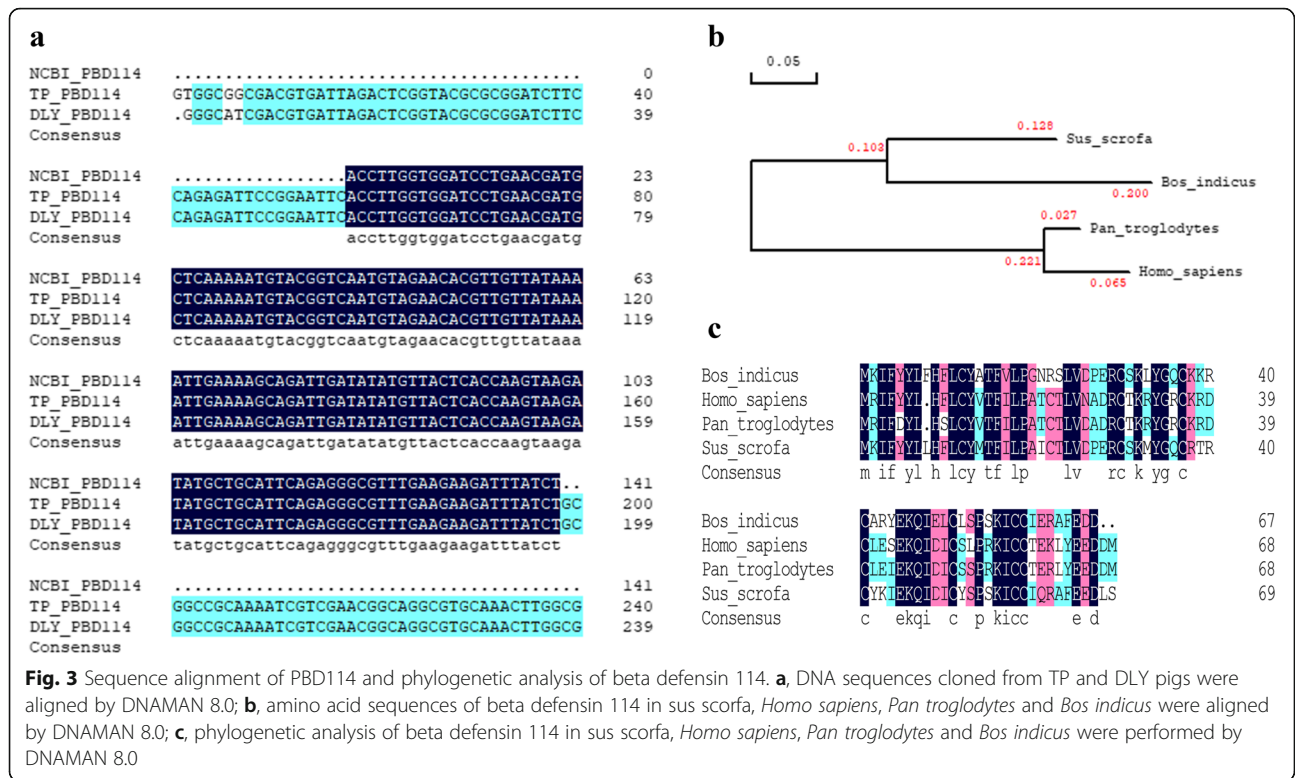 a
NCBI_PBD114 ........................................ 0
TP_PBD114 GTGGCGGCGACGTGATTAGACTCGGTACGCGCGGATCTTC 40
DLY_PBD114 .GGGCATCGACGTGATTAGACTCGGTACGCGCGGATCTTC 39
Consensus
NCBI_PBD114 .................ACCTTGGTGGATCCTGAACGATG 23
TP_PBD114 CAGAGATTCCGGAATTCACCTTGGTGGATCCTGAACGATG 80
DLY_PBD114 CAGAGATTCCGGAATTCACCTTGGTGGATCCTGAACGATG 79
Consensus accttggtggatcctgaacgatg
NCBI_PBD114 CTCAAAAATGTACGGTCAATGTAGAACACGTTGTTATAAA 63
TP_PBD114 CTCAAAAATGTACGGTCAATGTAGAACACGTTGTTATAAA 120
DLY_PBD114 CTCAAAAATGTACGGTCAATGTAGAACACGTTGTTATAAA 119
Consensus ctcaaaaatgtacggtcaatgtagaacacgttgttataaa
NCBI_PBD114 ATTGAAAAGCAGATTGATATATGTTACTCACCAAGTAAGA 103
TP_PBD114 ATTGAAAAGCAGATTGATATATGTTACTCACCAAGTAAGA 160
DLY_PBD114 ATTGAAAAGCAGATTGATATATGTTACTCACCAAGTAAGA 159
Consensus attgaaaagcagattgatatatgttactcaccaagtaaga
NCBI_PBD114 TATGCTGCATTCAGAGGGCGTTTGAAGAAGATTTATCT.. 141
TP_PBD114 TATGCTGCATTCAGAGGGCGTTTGAAGAAGATTTATCTGC 200
DLY_PBD114 TATGCTGCATTCAGAGGGCGTTTGAAGAAGATTTATCTGC 199
Consensus tatgctgcattcagagggcgtttgaagaagatttatct
NCBI_PBD114 ........................................ 141
TP_PBD114 GGCCGCAAAATCGTCGAACGGCAGGCGTGCAAACTTGGCG 240
DLY_PBD114 GGCCGCAAAATCGTCGAACGGCAGGCGTGCAAACTTGGCG 239
Consensus
b
0.05
0.128
Sus_scrofa
0.103
Bos_indicus
0.200
0.027
Pan_troglodytes
0.221
Homo_sapiens
0.065
c
Bos_indicus MKIFYYLFHFLCYATFVLPGNRSLVDPERCSKLYGQCKKR 40
Homo_sapiens MRIFYYL.HFLCYVTFILPATCTLVNADRCTKRYGRCKRD 39
Pan_troglodytes MRIFDYL.HSLCYVTFILPATCTLVDADRCTKRYGRCKRD 39
Sus_scrofa MKIFYYLLHFLCYMTFILPAICTLVDPERCSKMYGQCRTR 40
Consensus m if yl h lcy tf lp lv rc k yg c
Bos_indicus CARYEKQIELCLSPSKICCIERAFEDD.. 67
Homo_sapiens CLESEKQIDICSLPRKICCTEKLYEEDDM 68
Pan_troglodytes CLEIEKQIDICSSPRKICCTERLYEEDDM 68
Sus_scrofa CYKIEKQIDICYSPSKICCIQRAFEEDLS 69
Consensus c ekqi c p kicc e d
Fig. 3 Sequence alignment of PBD114 and phylogenetic analysis of beta defensin 114. a, DNA sequences cloned from TP and DLY pigs were
aligned by DNAMAN 8.0; b, amino acid sequences of beta defensin 114 in sus scorfa, Homo sapiens, Pan troglodytes and Bos indicus were aligned
by DNAMAN 8.0; c, phylogenetic analysis of beta defensin 114 in sus scorfa, Homo sapiens, Pan troglodytes and Bos indicus were performed by
DNAMAN 8.0